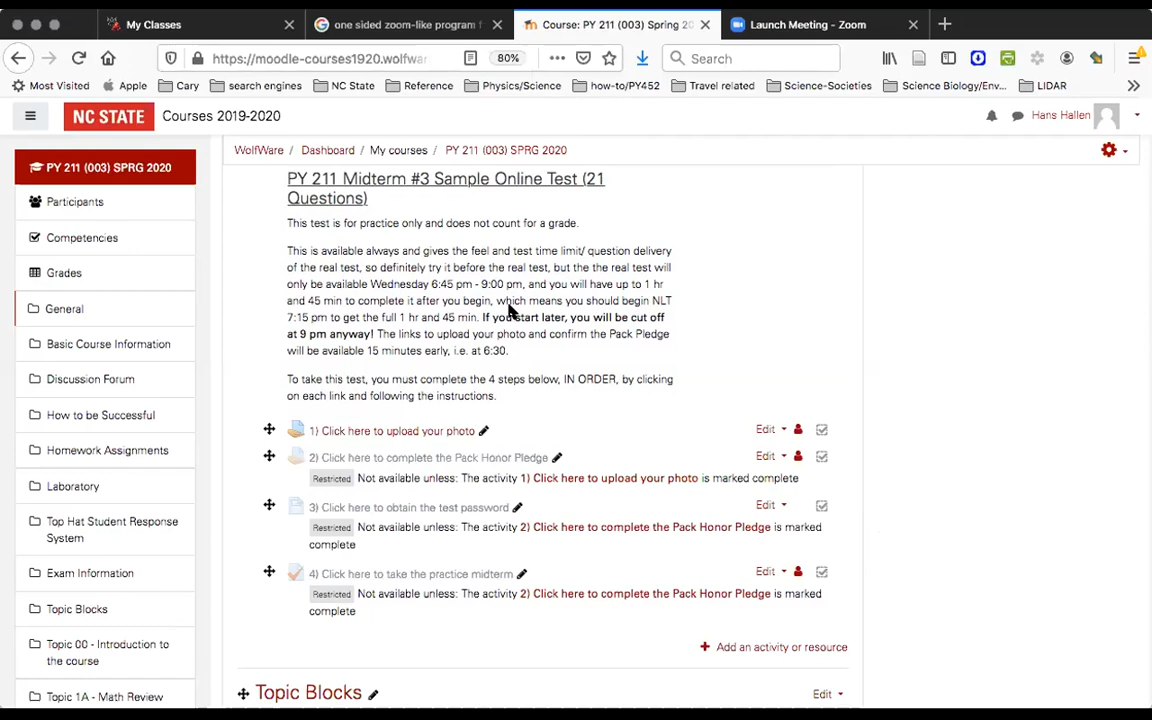 My Classes
one sided zoom-like program f
Course: PY 211 (003) Spring 20
Launch Meeting - Zoom
https://moodle-courses1920.wolfwar
80%
Search
Most Visited
Apple
Cary
search engines
NC State
Reference
Physics/Science
how-to/PY452
Travel related
Science-Societies
Science Biology/Env...
LIDAR
NC STATE
Courses 2019-2020
Hans Hallen
WolfWare / Dashboard / My courses / PY 211 (003) SPRG 2020
PY 211 (003) SPRG 2020
Participants
Competencies
Grades
General
Basic Course Information
Discussion Forum
How to be Successful
Homework Assignments
Laboratory
Top Hat Student Response
System
Exam Information
Topic Blocks
Topic 00 - Introduction to
the course
Topic 1A - Math Review
PY 211 Midterm #3 Sample Online Test (21
Questions)
This test is for practice only and does not count for a grade.
This is available always and gives the feel and test time limit/ question delivery
of the real test, so definitely try it before the real test, but the the real test will
only be available Wednesday 6:45 pm - 9:00 pm, and you will have up to 1 hr
and 45 min to complete it after you begin, which means you should begin NLT
7:15 pm to get the full 1 hr and 45 min. If you start later, you will be cut off
at 9 pm anyway! The links to upload your photo and confirm the Pack Pledge
will be available 15 minutes early, i.e. at 6:30.
To take this test, you must complete the 4 steps below, IN ORDER, by clicking
on each link and following the instructions.
1) Click here to upload your photo Edit
2) Click here to complete the Pack Honor Pledge Edit
Restricted Not available unless: The activity 1) Click here to upload your photo is marked complete
3) Click here to obtain the test password Edit
Restricted Not available unless: The activity 2) Click here to complete the Pack Honor Pledge is marked
complete
4) Click here to take the practice midterm Edit
Restricted Not available unless: The activity 2) Click here to complete the Pack Honor Pledge is marked
complete
+ Add an activity or resource
Topic Blocks Edit